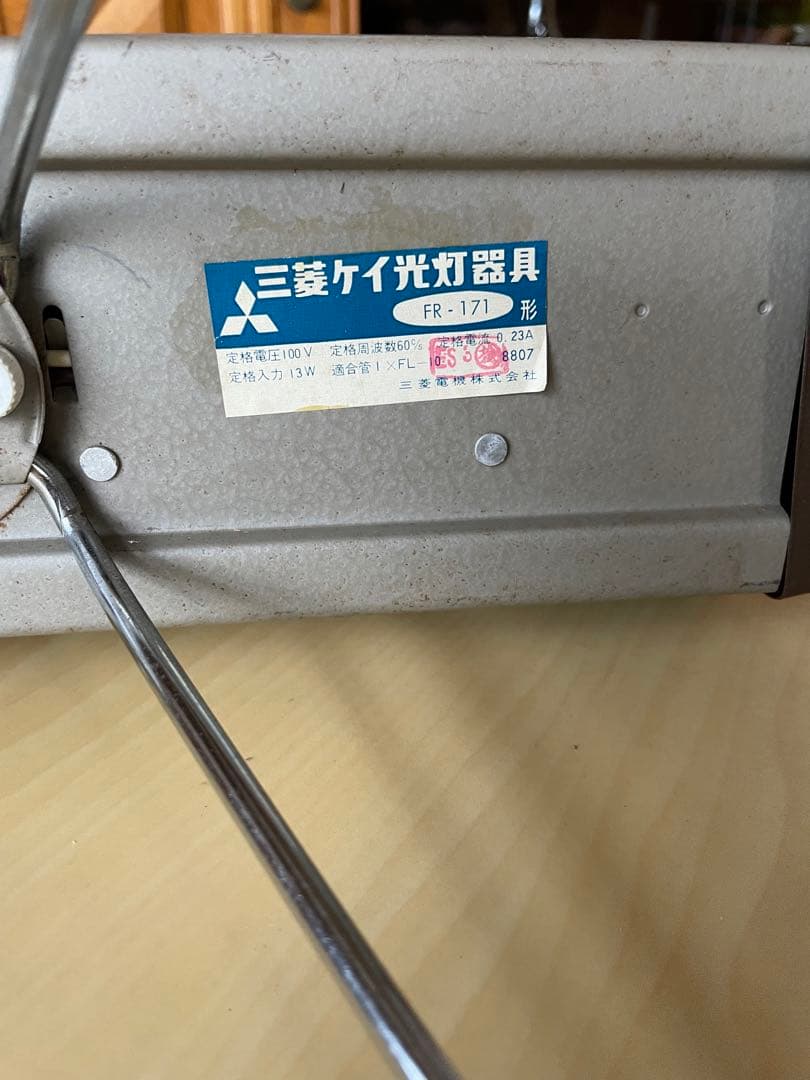 三菱ケイ光灯器具
FR-171 形
定格電圧100V 定格周波数60㌔ 定格電流 0.23A
定格入力 13W 適合管 1×FL-10 8807
三菱電機株式会社